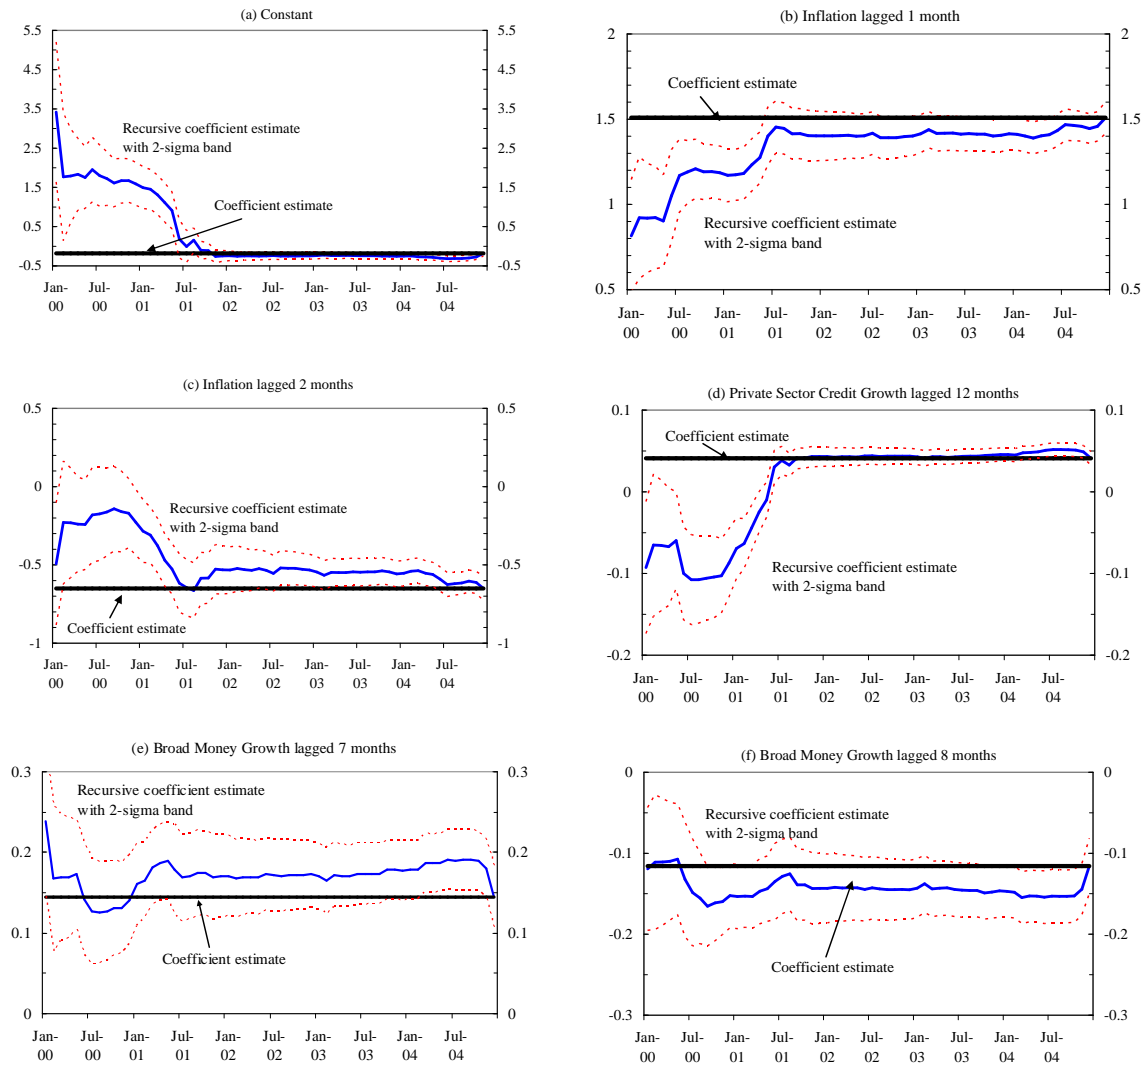 (a) Constant
5.5
4.5
3.5
2.5
1.5
0.5
-0.5
5.5
4.5
3.5
2.5
1.5
0.5
-0.5
Recursive coefficient estimate
with 2-sigma band
Coefficient estimate
Jan- Jul- Jan- Jul- Jan- Jul- Jan- Jul- Jan- Jul-
00 00 01 01 02 02 03 03 04 04
(b) Inflation lagged 1 month
2
1.5
1
0.5
2
1.5
1
0.5
Coefficient estimate
Recursive coefficient estimate
with 2-sigma band
Jan- Jul- Jan- Jul- Jan- Jul- Jan- Jul- Jan- Jul-
00 00 01 01 02 02 03 03 04 04
(c) Inflation lagged 2 months
0.5
0
-0.5
-1
0.5
0
-0.5
-1
Recursive coefficient estimate
with 2-sigma band
Coefficient estimate
Jan- Jul- Jan- Jul- Jan- Jul- Jan- Jul- Jan- Jul-
00 00 01 01 02 02 03 03 04 04
(d) Private Sector Credit Growth lagged 12 months
0.1
0
-0.1
-0.2
0.1
0
-0.1
-0.2
Coefficient estimate
Recursive coefficient estimate
with 2-sigma band
Jan- Jul- Jan- Jul- Jan- Jul- Jan- Jul- Jan- Jul-
00 00 01 01 02 02 03 03 04 04
(e) Broad Money Growth lagged 7 months
0.3
0.2
0.1
0
0.3
0.2
0.1
0
Recursive coefficient estimate
with 2-sigma band
Coefficient estimate
Jan- Jul- Jan- Jul- Jan- Jul- Jan- Jul- Jan- Jul-
00 00 01 01 02 02 03 03 04 04
(f) Broad Money Growth lagged 8 months
0
-0.1
-0.2
-0.3
0
-0.1
-0.2
-0.3
Recursive coefficient estimate
with 2-sigma band
Coefficient estimate
Jan- Jul- Jan- Jul- Jan- Jul- Jan- Jul- Jan- Jul-
00 00 01 01 02 02 03 03 04 04